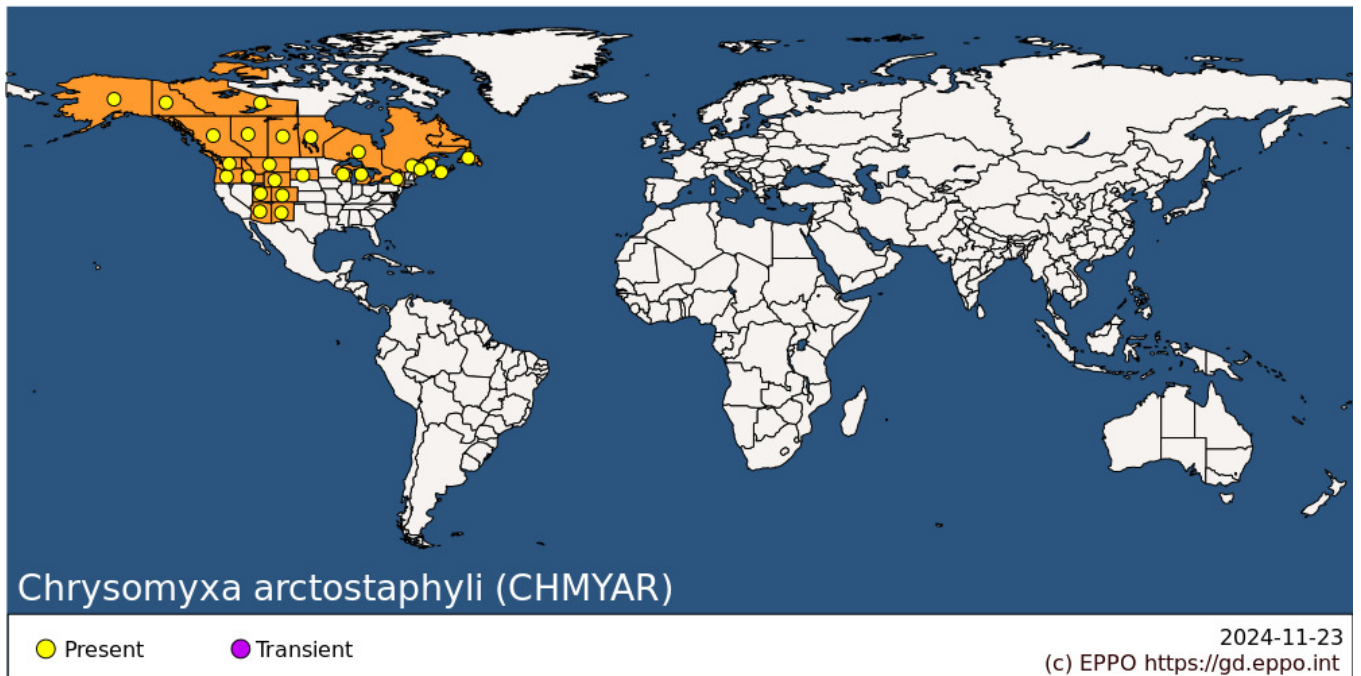 Chrysomyxa arctostaphyli (CHMYAR)
Present
Transient
2024-11-23
(c) EPPO https://gd.eppo.int